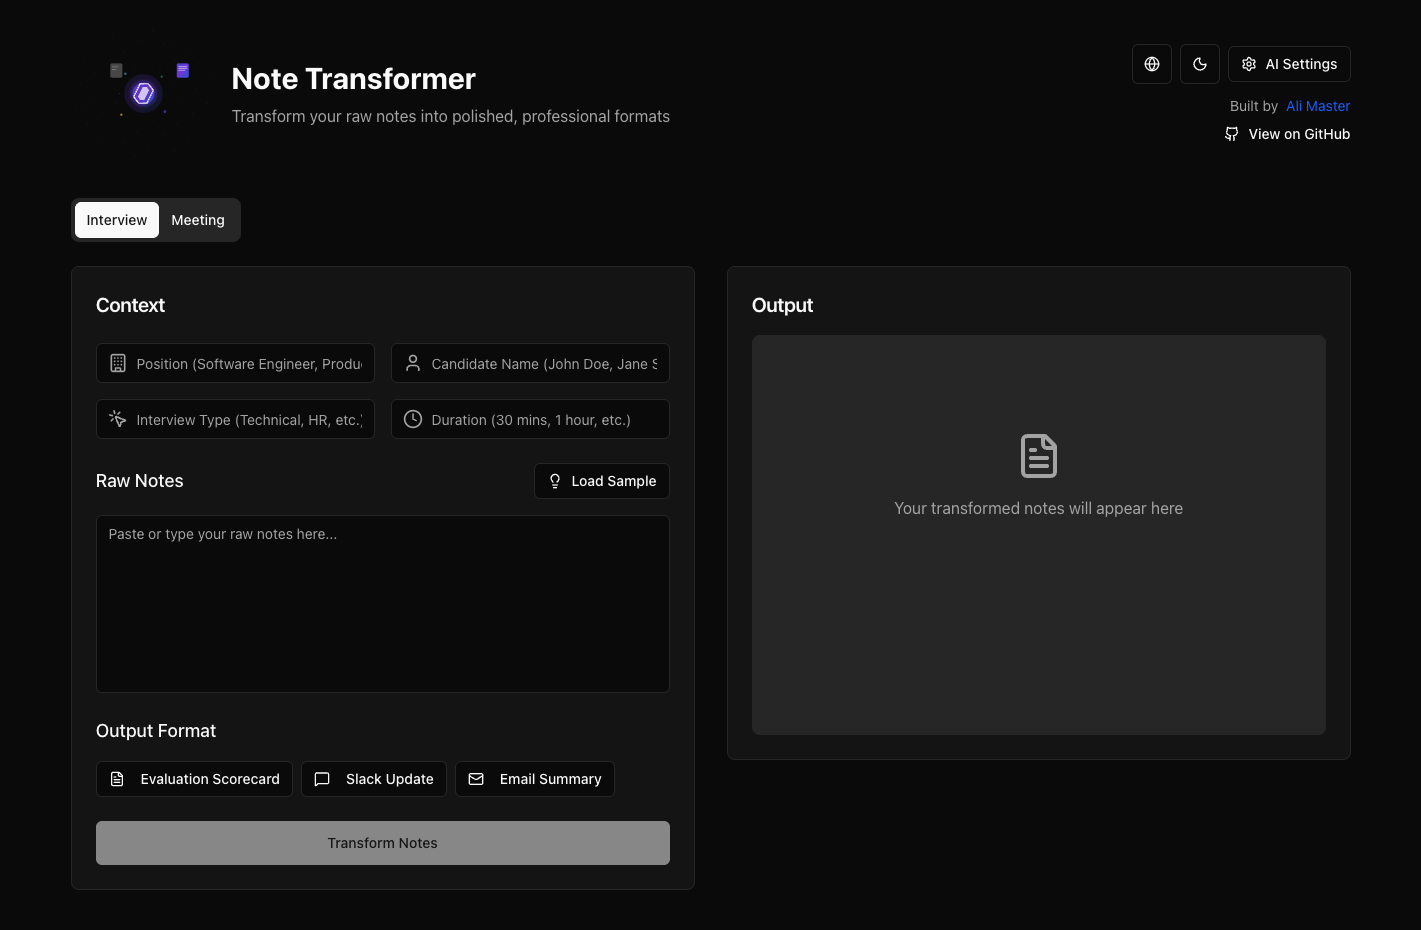 Note Transformer
Transform your raw notes into polished, professional formats
AI Settings
Built by Ali Master
View on GitHub
Interview
Meeting
Context
Position (Software Engineer, Produ
Candidate Name (John Doe, Jane S
Interview Type (Technical, HR, etc.)
Duration (30 mins, 1 hour, etc.)
Raw Notes
Load Sample
Paste or type your raw notes here...
Output Format
Evaluation Scorecard
Slack Update
Email Summary
Transform Notes
Output
Your transformed notes will appear here